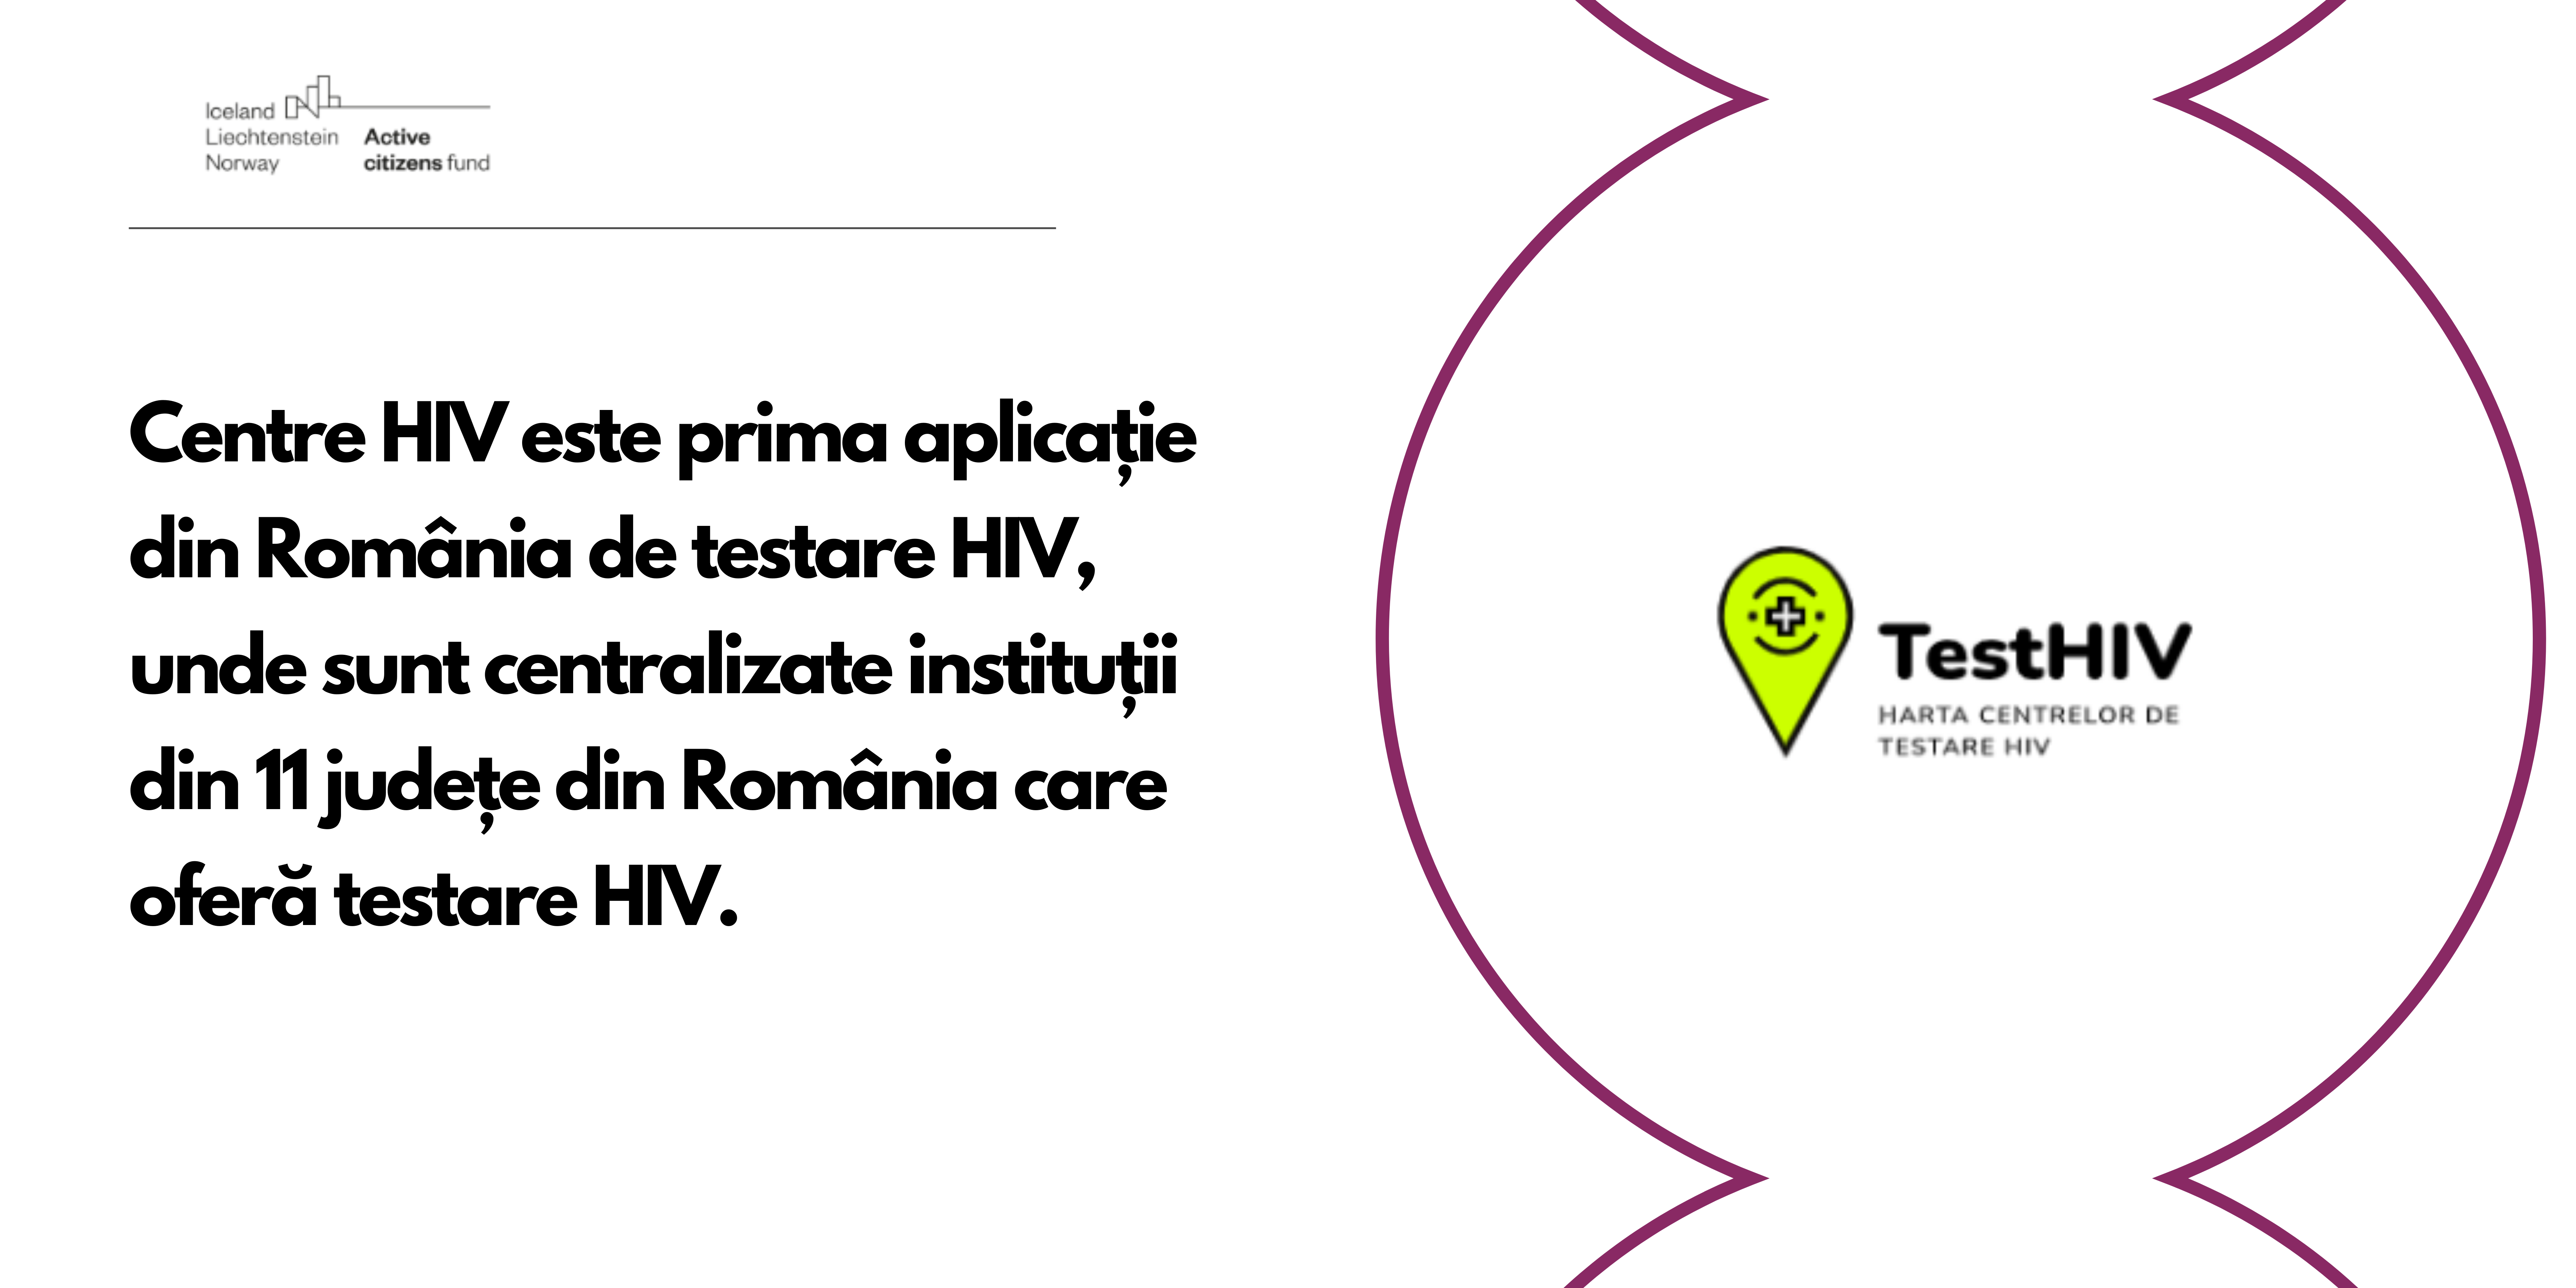 Iceland
Liechtenstein
Norway
Active
citizens fund
Centre HIV este prima aplicație
din România de testare HIV,
unde sunt centralizate instituții
din 11 județe din România care
oferă testare HIV.
TestHIV
HARTA CENTRELOR DE
TESTARE HIV